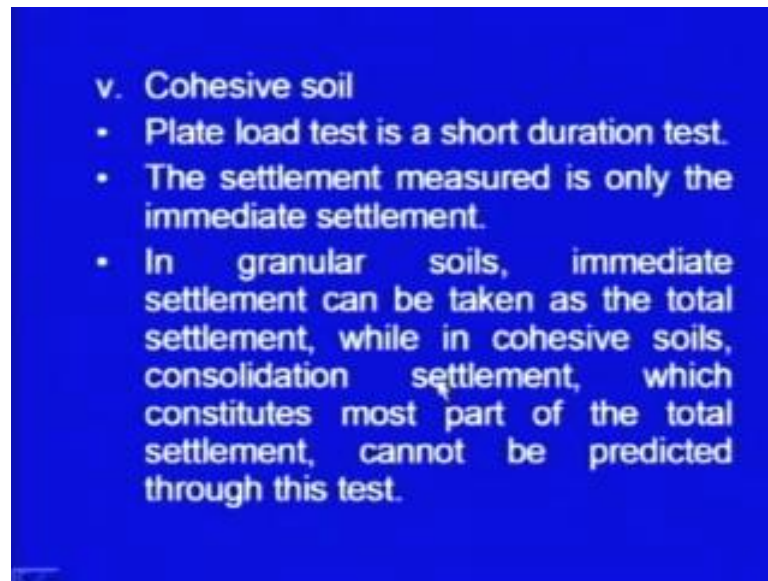 v. Cohesive soil
• Plate load test is a short duration test.
• The settlement measured is only the
immediate settlement.
• In granular soils, immediate
settlement can be taken as the total
settlement, while in cohesive soils,
consolidation settlement, which
constitutes most part of the total
settlement, cannot be predicted
through this test.